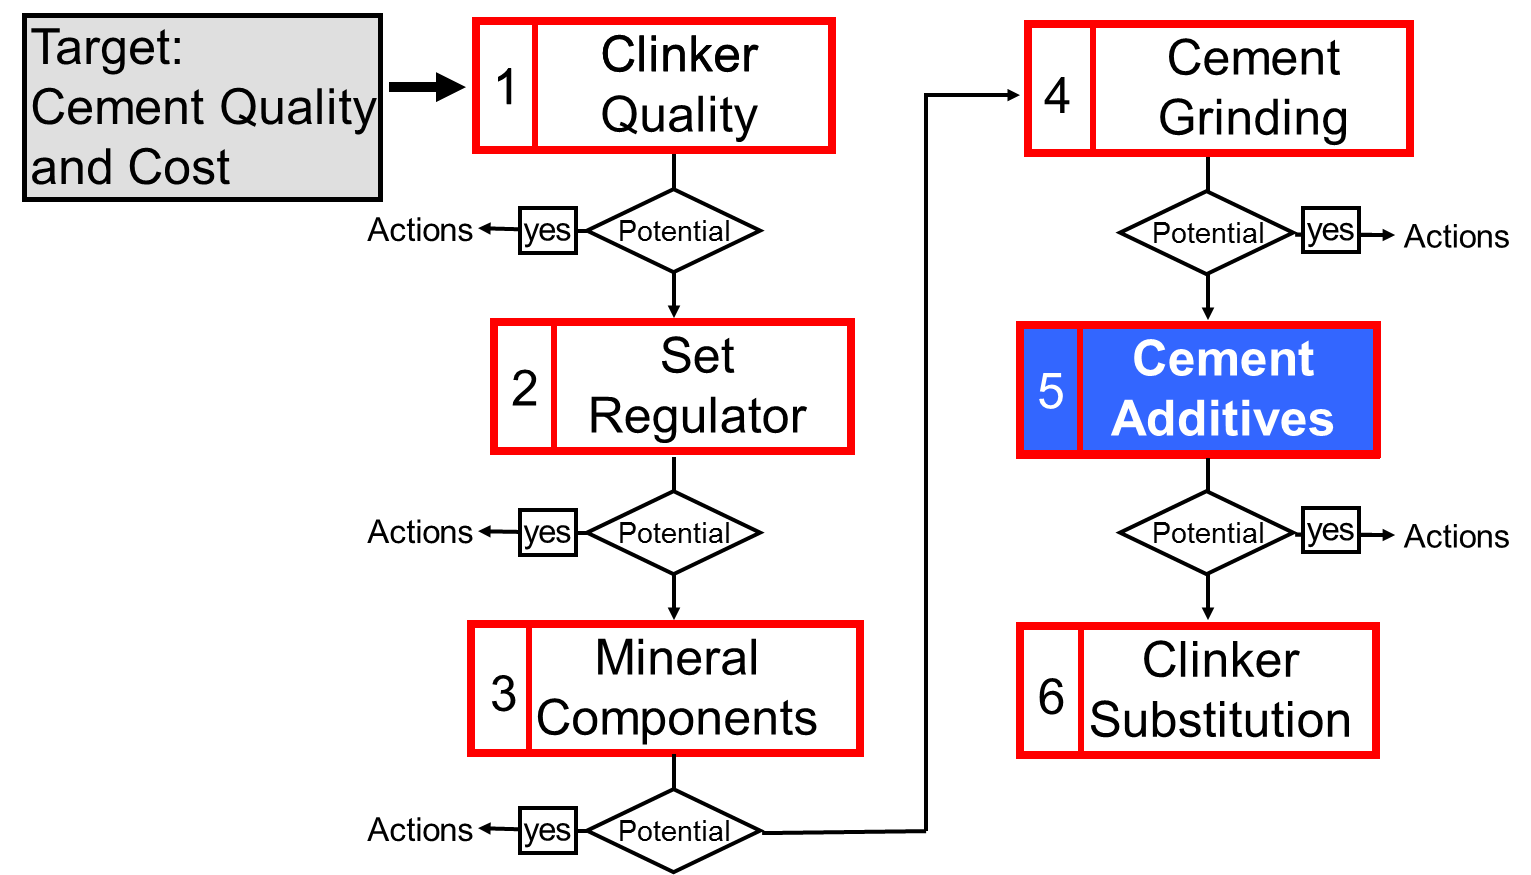 Target:
Cement Quality
and Cost
1
Clinker
Quality
Actions
yes
Potential
2
Set
Regulator
Actions
yes
Potential
3
Mineral
Components
Actions
yes
Potential
4
Cement
Grinding
Potential
yes
Actions
5
Cement
Additives
Potential
yes
Actions
6
Clinker
Substitution